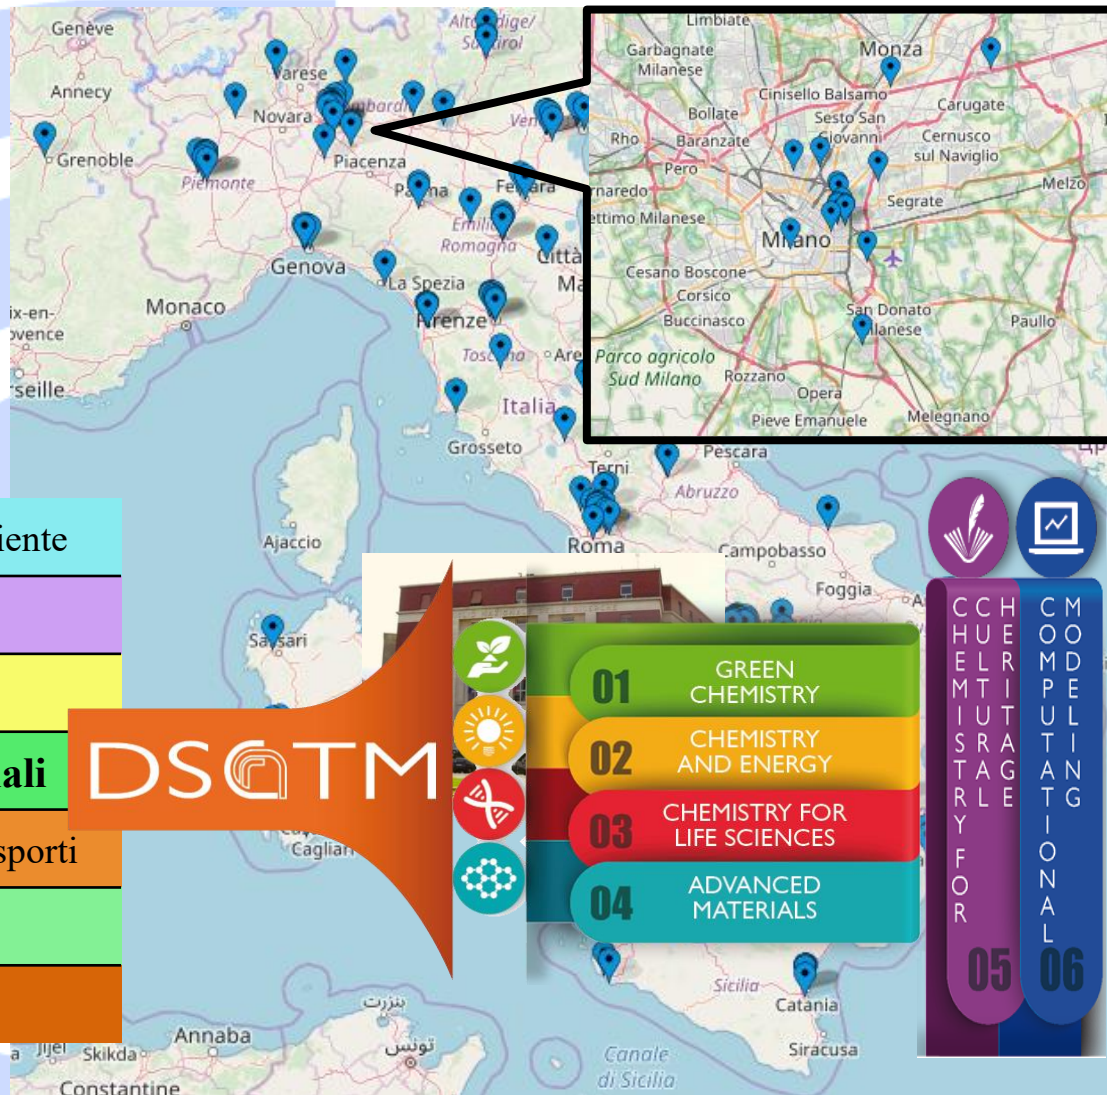 Genève
Annecy
Grenoble
Varese
Novara
Piemonte
Piacenza
Genova
La Spezia
Monaco
Firenze
Italia
Grosseto
Emilia
Romagna
Città
Terni
Pescara
Abruzzo
Roma
Campobasso
Foggia
Ajaccio
Sassari
Cagliari
Sicilia
Catania
Siracusa
Canale
di Sicilia
بنزرت
تونس
Annaba
Skikda
Jijel
Constantine
Limbiate
Garbagnate
Milanese
Monza
Cinisello Balsamo
Bollate
Sesto San
Giovanni
Carugate
Rho
Baranzate
Cernusco
sul Naviglio
Pero
Melzo
Segrate
ettimo Milanese
Milano
Cesano Boscone
Corsico
Buccinasco
San Donato
Milanese
Paullo
Parco agricolo
Sud Milano
Rozzano
Opera
Pieve Emanuele
Melegnano
iente
ali
sporti
DSCTM
01
GREEN
CHEMISTRY
02
CHEMISTRY
AND ENERGY
03
CHEMISTRY FOR
LIFE SCIENCES
04
ADVANCED
MATERIALS
CHEMISTRY FOR
CULTURAL
HERITAGE
05
COMPUTATIONAL
MODELING
06